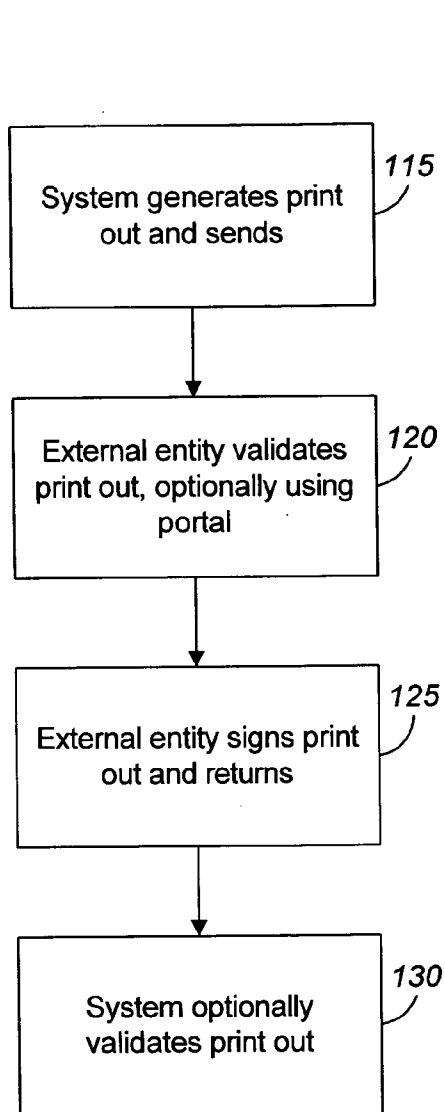 115
System generates print
out and sends
120
External entity validates
print out, optionally using
portal
125
External entity signs print
out and returns
130
System optionally
validates print out